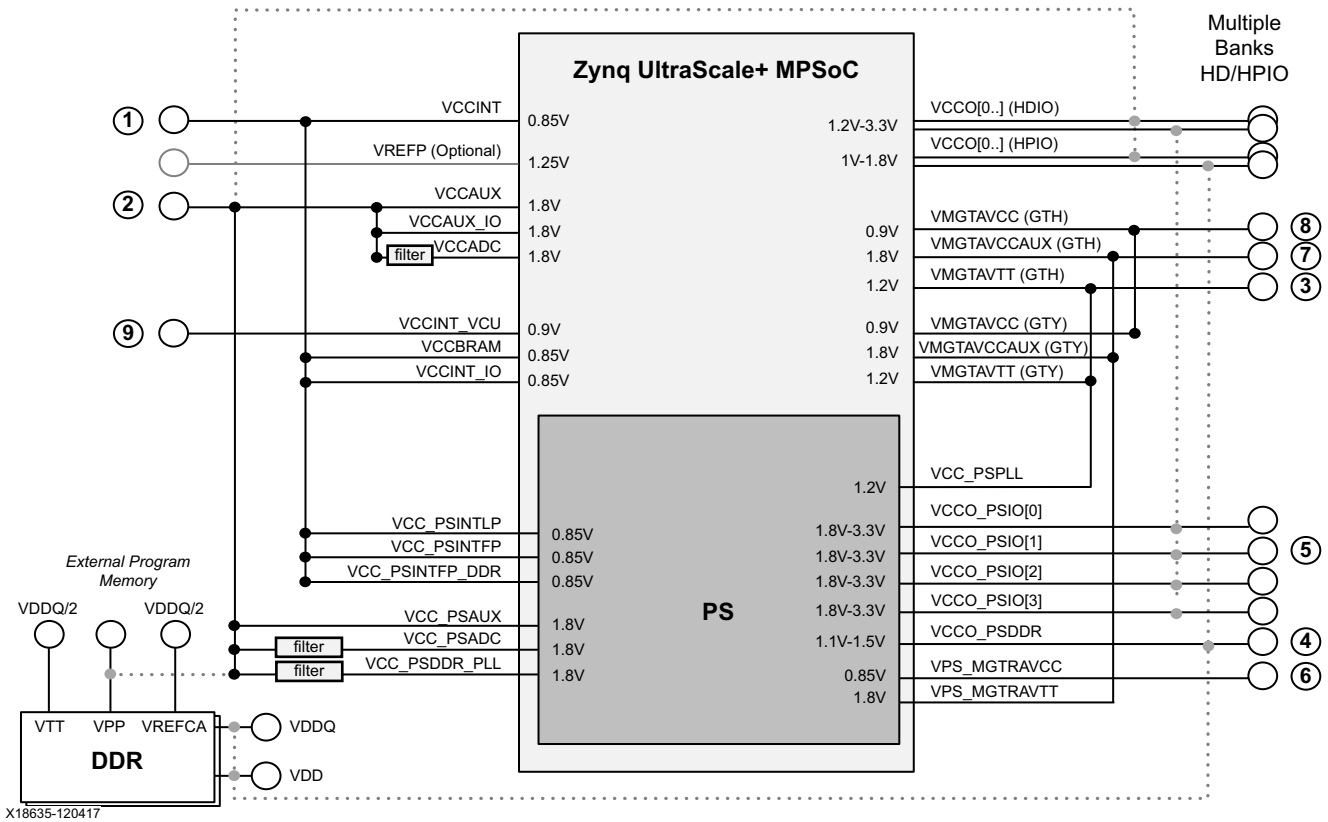 Multiple
Banks
HD/HPIO
Zynq UltraScale+ MPSoC
1
VCCINT
0.85V
VREFP (Optional)
1.25V
2
VCCAUX
1.8V
VCCAUX_IO
1.8V
filter
VCCADC
1.8V
9
VCCINT_VCU
0.9V
VCCBRAM
0.85V
VCCINT_IO
0.85V
1.2V-3.3V
VCCO[0..] (HDIO)
1V-1.8V
VCCO[0..] (HPIO)
0.9V
VMGTAVCC (GTH)
8
1.8V
VMGTAVCCAUX (GTH)
7
1.2V
VMGTAVTT (GTH)
3
0.9V
VMGTAVCC (GTY)
1.8V
VMGTAVCCAUX (GTY)
1.2V
VMGTAVTT (GTY)
PS
VCC_PSINTLP
0.85V
VCC_PSINTFP
0.85V
VCC_PSINTFP_DDR
0.85V
VCC_PSAUX
1.8V
filter
VCC_PSADC
1.8V
filter
VCC_PSDDR_PLL
1.8V
1.2V
VCC_PSPLL
1.8V-3.3V
VCCO_PSIO[0]
1.8V-3.3V
VCCO_PSIO[1]
5
1.8V-3.3V
VCCO_PSIO[2]
1.8V-3.3V
VCCO_PSIO[3]
1.1V-1.5V
VCCO_PSDDR
4
0.85V
VPS_MGTRAVCC
6
1.8V
VPS_MGTRAVTT
External Program
Memory
VDDQ/2
VDDQ/2
VTT
VPP
VREFCA
DDR
VDDQ
VDD
X18635-120417